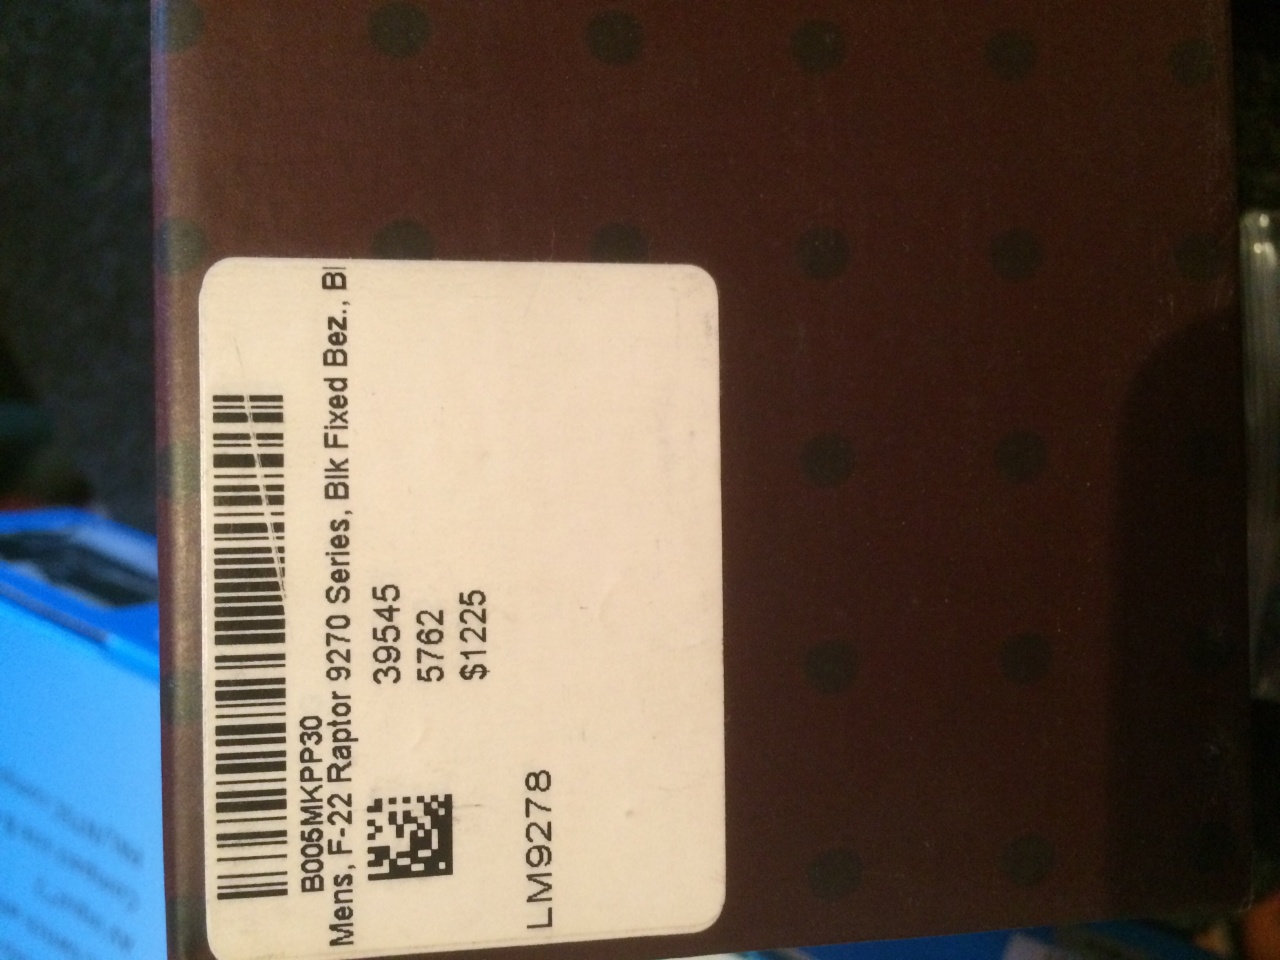 B005MKPP30
Mens, F-22 Raptor 9270 Series, Blk Fixed Bez., Bl
39545
5762
$1225
LM9278